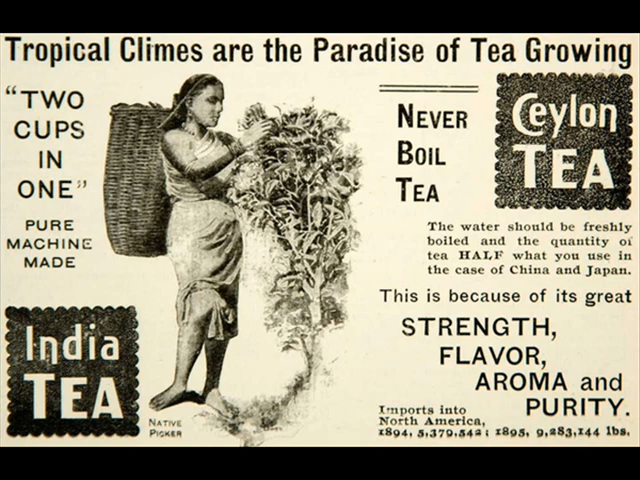 Tropical Climes are the Paradise of Tea Growing
"TWO
CUPS
IN
ONE"
PURE
MACHINE
MADE
India
TEA
NATIVE
PICKER
NEVER
BOIL
TEA
Ceylon
TEA
The water should be freshly
boiled and the quantity of
tea HALF what you use in
the case of China and Japan.
This is because of its great
STRENGTH,
FLAVOR,
AROMA and
PURITY.
Imports into
North America,
1894, 5,379,542; 1895, 9,283,144 lbs.